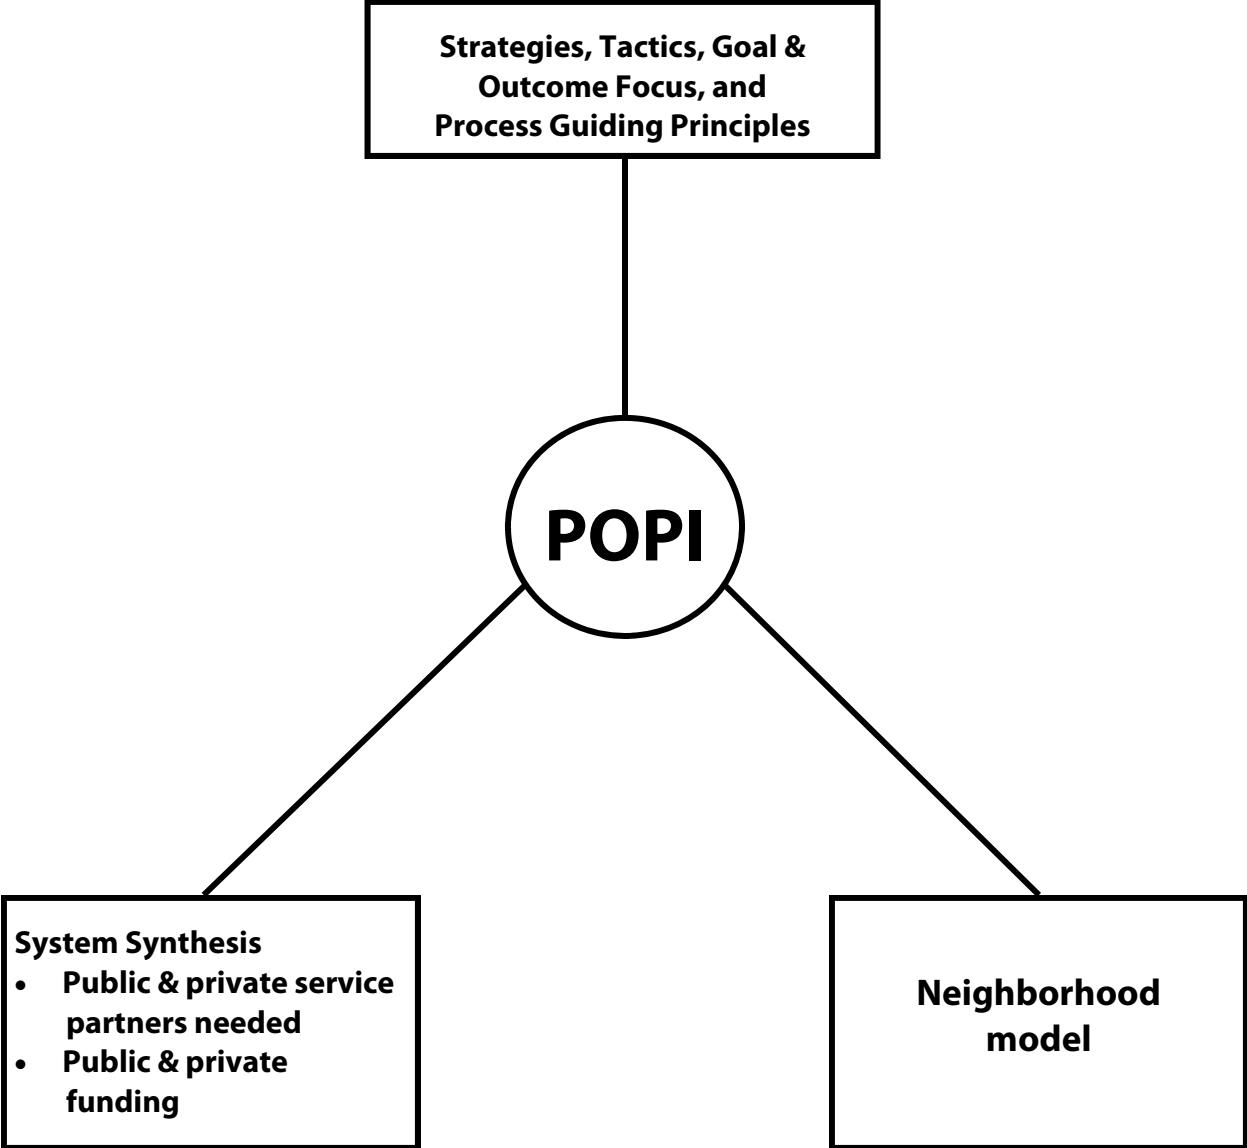 Strategies, Tactics, Goal &
Outcome Focus, and
Process Guiding Principles
POPI
System Synthesis
• Public & private service
partners needed
• Public & private
funding
Neighborhood
model